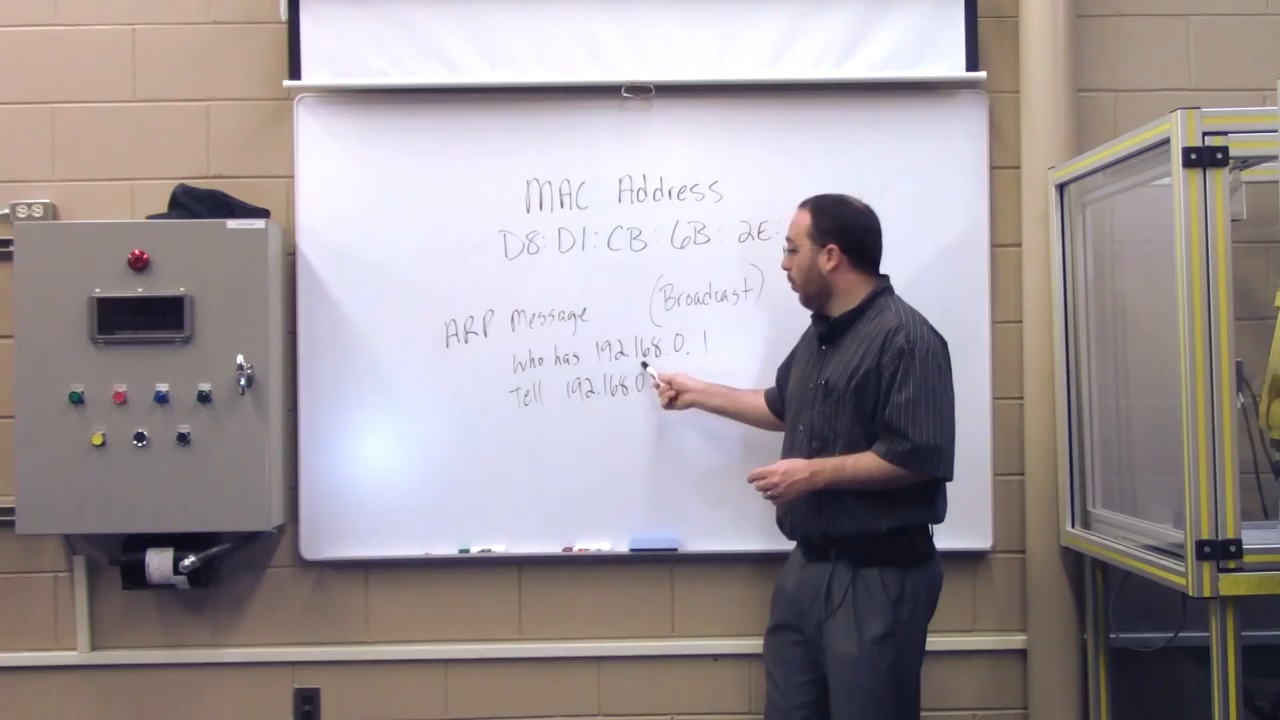 MAC Address
D8: D1: CB: 6B: 2E:
(Broadcast)
ARP Message
Who has 192.168.0.1
Tell 192.168.0